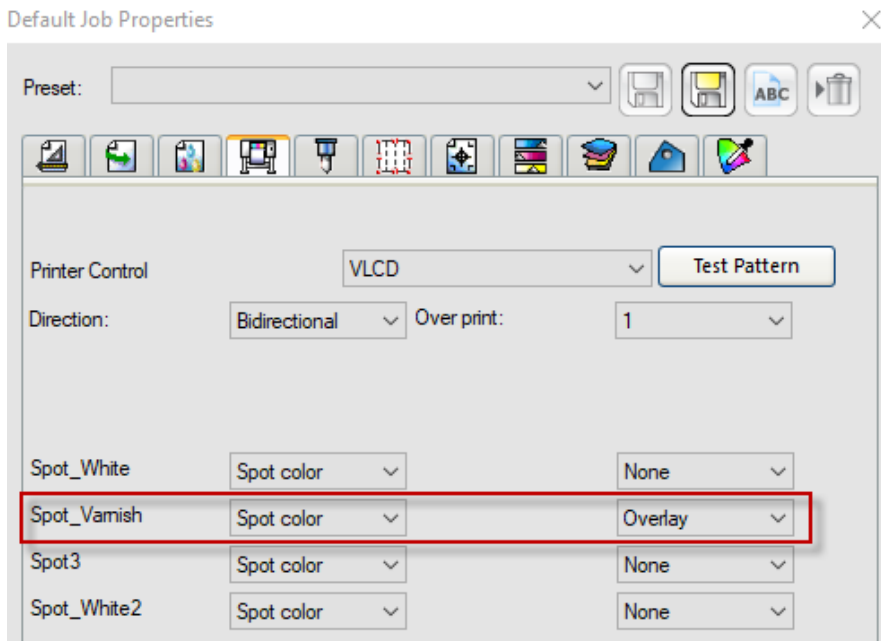 Default Job Properties
Preset:
ABC
Printer Control VLCD Test Pattern
Direction: Bidirectional Over print: 1
Spot_White Spot color None
Spot_Varnish Spot color Overlay
Spot3 Spot color None
Spot_White2 Spot color None